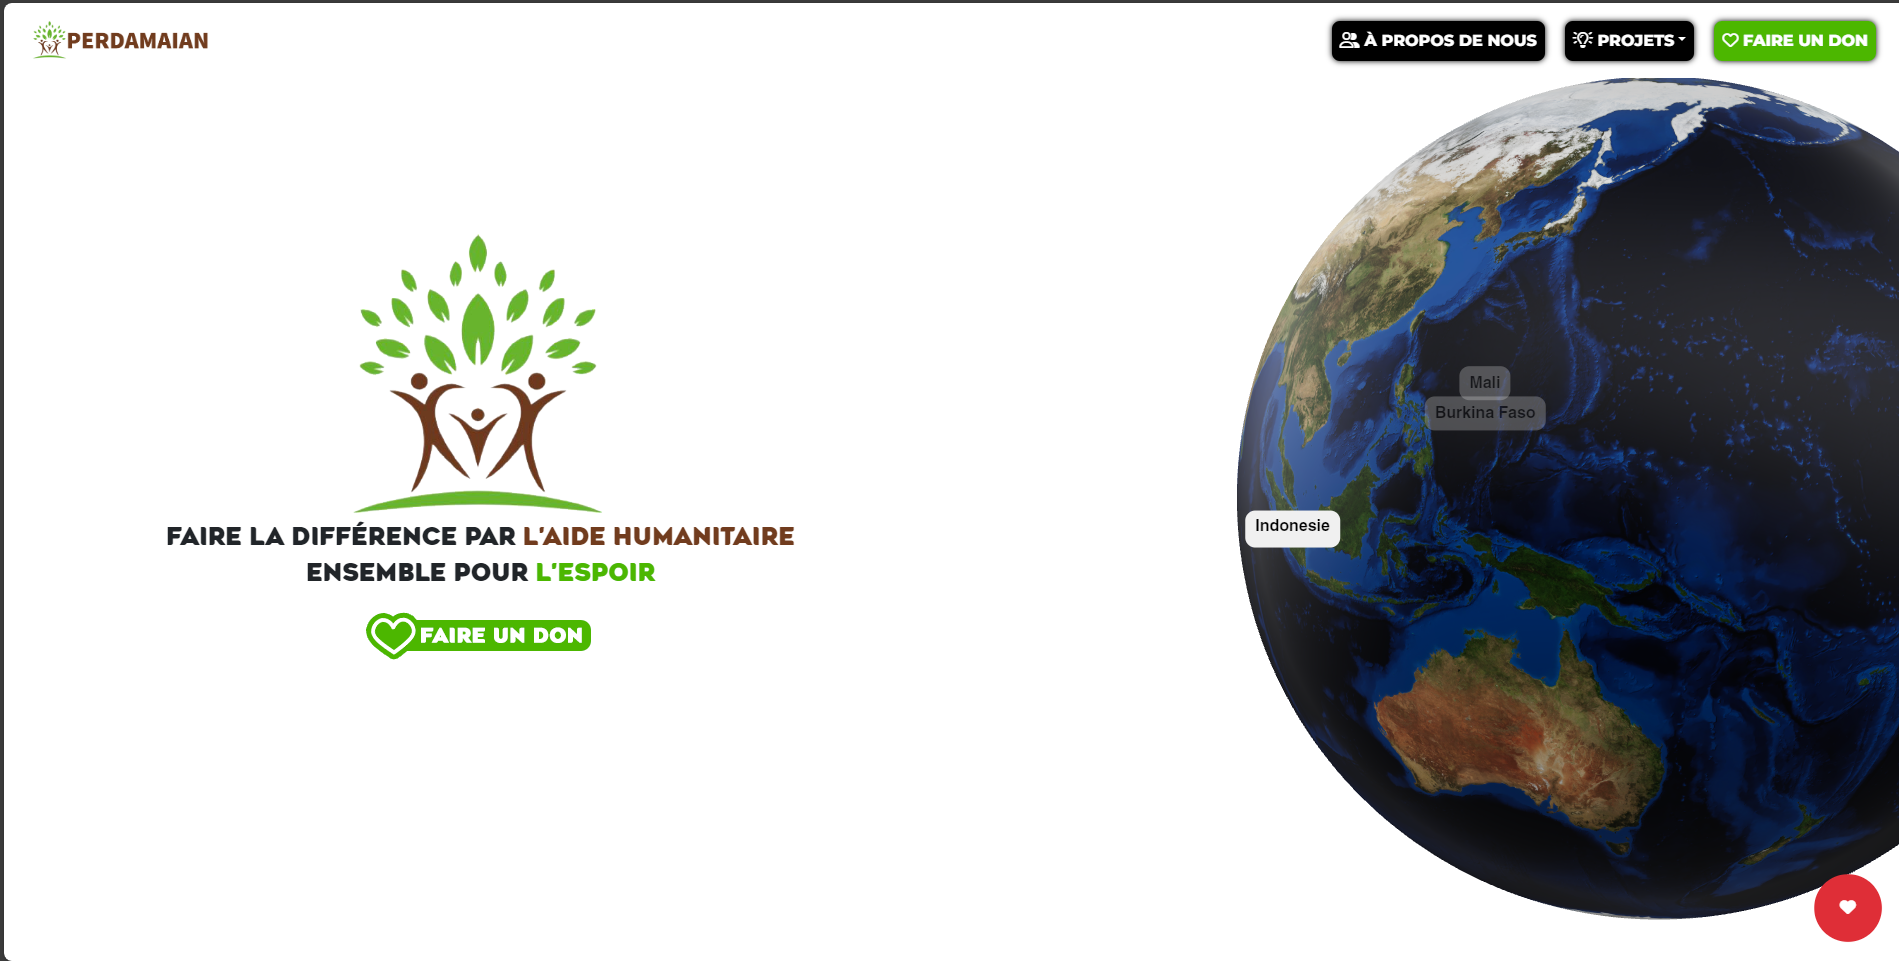 PERDAMAIAN
À PROPOS DE NOUS
PROJETS
FAIRE UN DON
Mali
Burkina Faso
Indonesie
FAIRE LA DIFFÉRENCE PAR L'AIDE HUMANITAIRE
ENSEMBLE POUR L'ESPOIR
FAIRE UN DON